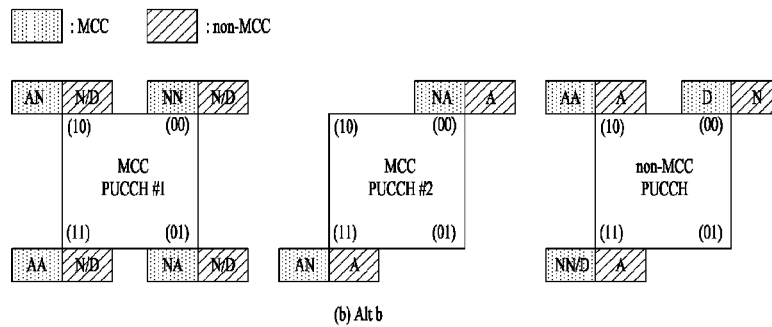 : MCC : non-MCC
AN N/D NN N/D NA A AA A D N
(10) (00) (10) (00) (10) (00)
MCC MCC non-MCC
PUCCH #1 PUCCH #2 PUCCH
(11) (01) (11) (01) (11) (01)
AA N/D NA N/D AN A NN/D A
(b) Alt b